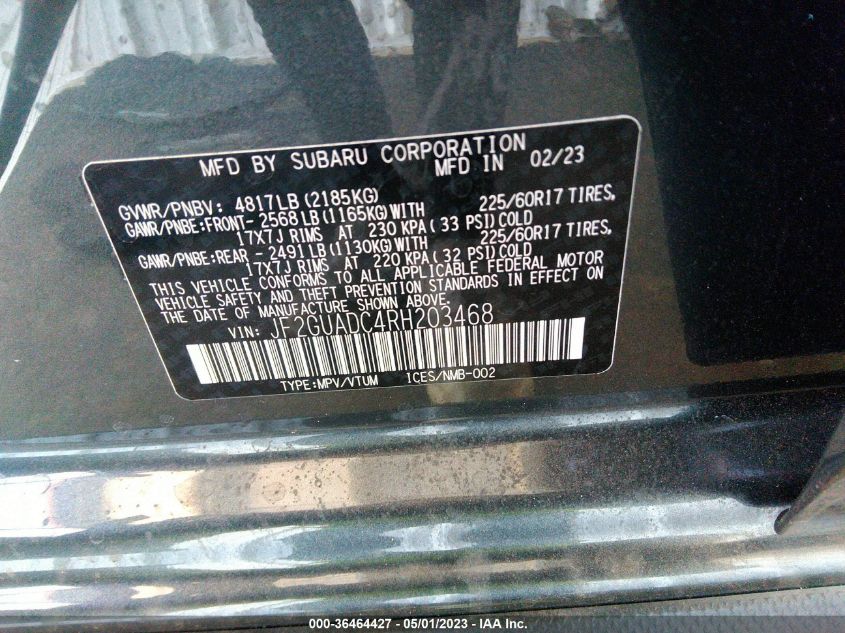 MFD BY SUBARU CORPORATION
MFD IN 02/23
GVWR/PNBV: 4817LB (2185KG)
GAWR/PNBE:FRONT- 2568 LB (1165KG) WITH 225/60R17 TIRES,
17X7J RIMS AT 230 KPA ( 33 PSI) COLD
GAWR/PNBE:REAR - 2491 LB (1130KG) WITH 225/60R17 TIRES,
17X7J RIMS AT 220 KPA ( 32 PSI) COLD
THIS VEHICLE CONFORMS TO ALL APPLICABLE FEDERAL MOTOR
VEHICLE SAFETY AND THEFT PREVENTION STANDARDS IN EFFECT ON
THE DATE OF MANUFACTURE SHOWN ABOVE.
VIN: JF2GUADC4RH203468
TYPE:MPV/VTUM ICES/NMB-002
000-36464427 - 05/01/2023 - © IAA Inc.